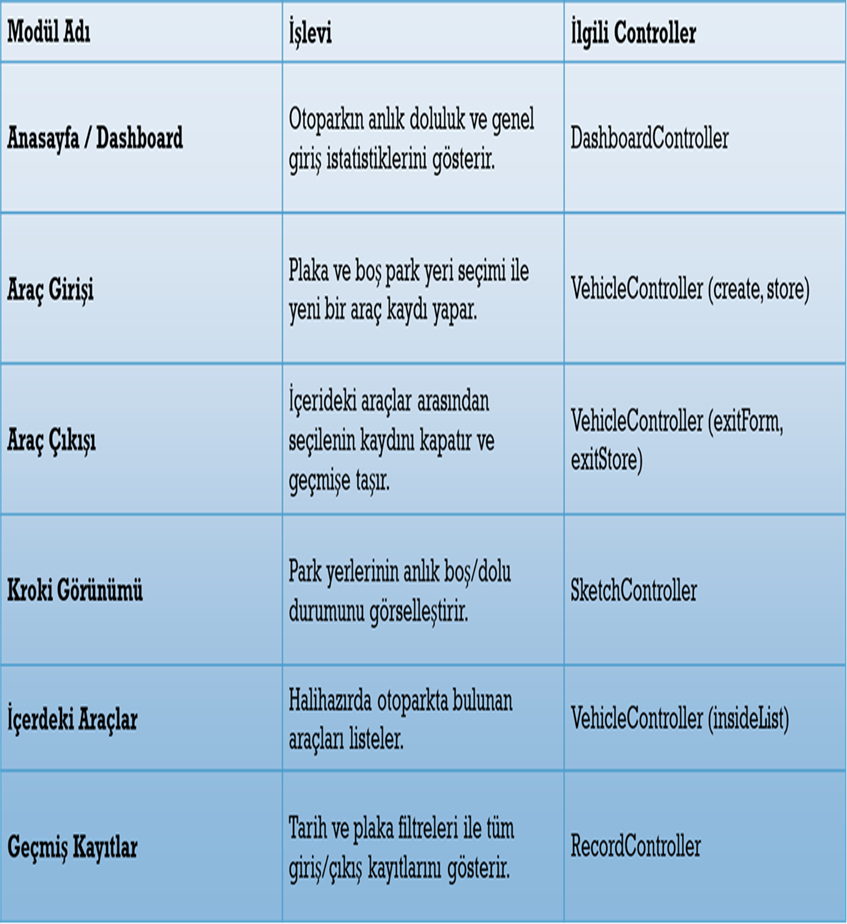 Modül Adı
İşlevi
İlgili Controller
Anasayfa / Dashboard
Otoparkın anlık doluluk ve genel
giriş istatistiklerini gösterir.
DashboardController
Araç Girişi
Plaka ve boş park yeri seçimi ile
yeni bir araç kaydı yapar.
VehicleController (create, store)
Araç Çıkışı
İçerideki araçlar arasından
seçilenin kaydını kapatır ve
geçmişe taşır.
VehicleController (exitForm,
exitStore)
Kroki Görünümü
Park yerlerinin anlık boş/dolu
durumunu görselleştirir.
SketchController
İçerdeki Araçlar
Halihazırda otoparkta bulunan
araçları listeler.
VehicleController (insideList)
Geçmiş Kayıtlar
Tarih ve plaka filtreleri ile tüm
giriş/çıkış kayıtlarını gösterir.
RecordController